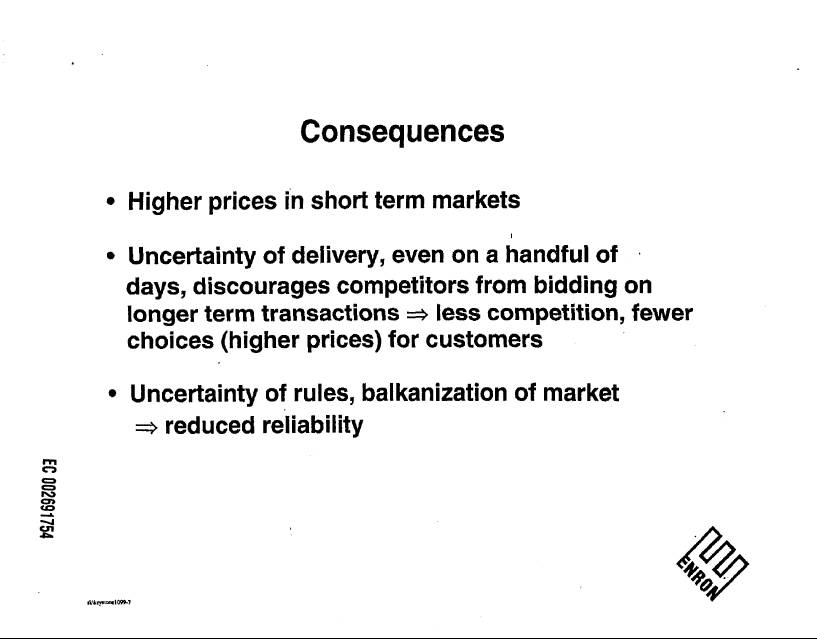 Consequences
• Higher prices in short term markets
• Uncertainty of delivery, even on a handful of
days, discourages competitors from bidding on
longer term transactions ⇒ less competition, fewer
choices (higher prices) for customers
• Uncertainty of rules, balkanization of market
⇒ reduced reliability
EC 002691754
ENRON